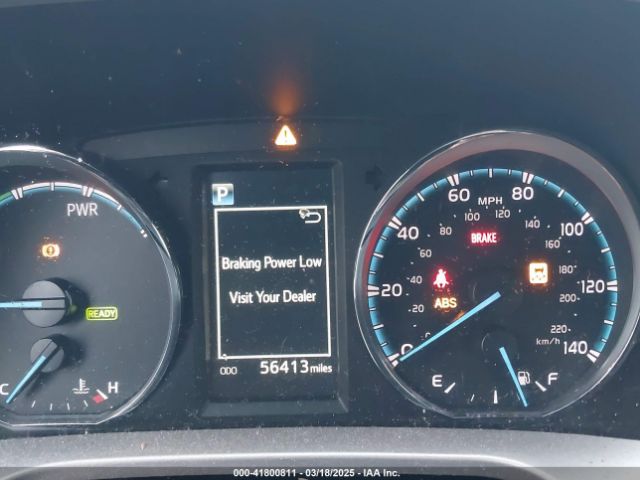 PWR
READY
C H
P
Braking Power Low
Visit Your Dealer
ODO 56413 miles
MPH
0 20 40 60 80 100 120 140
20 40 60 80 100 120 140 160 180 200 220
km/h
BRAKE
ABS
E F
000-41800811 - 03/18/2025 - IAA Inc.